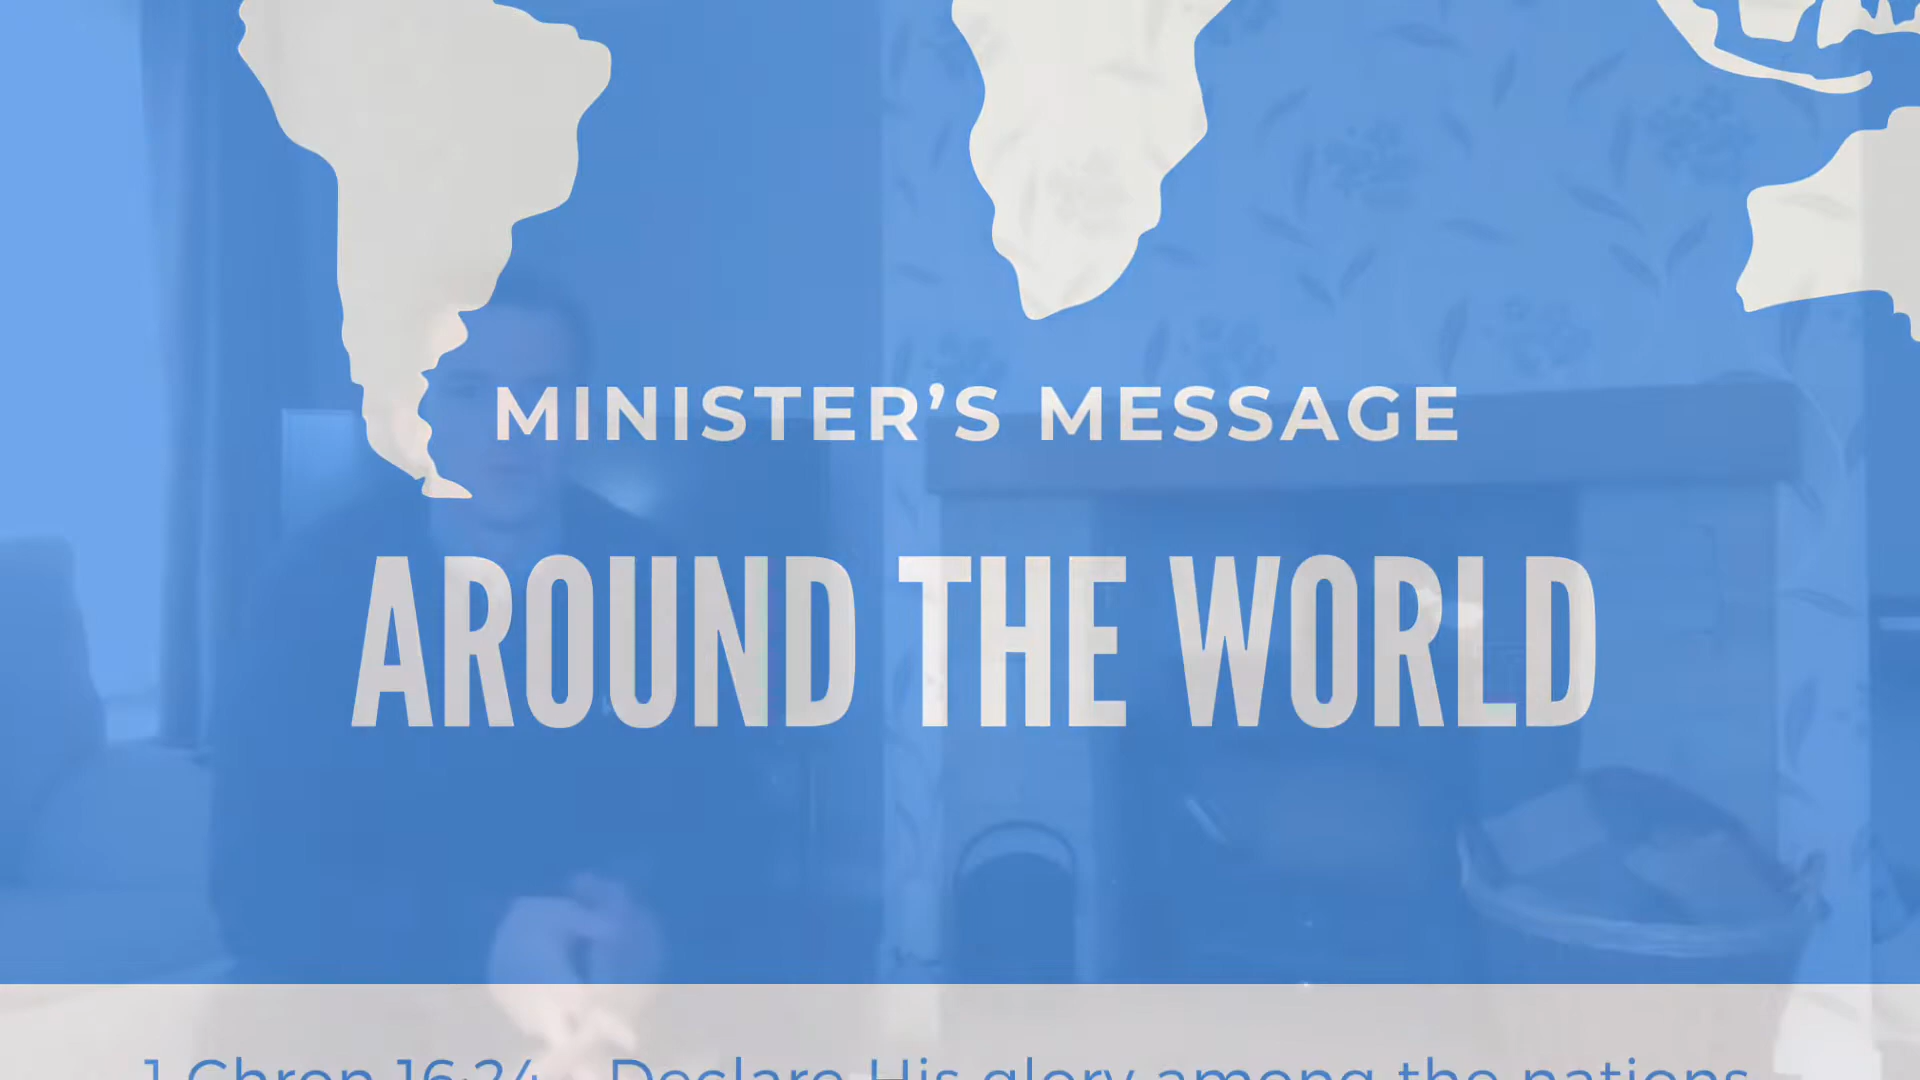 MINISTER’S MESSAGE
AROUND THE WORLD
1 Chron 16:24 - Declare His glory among the nations